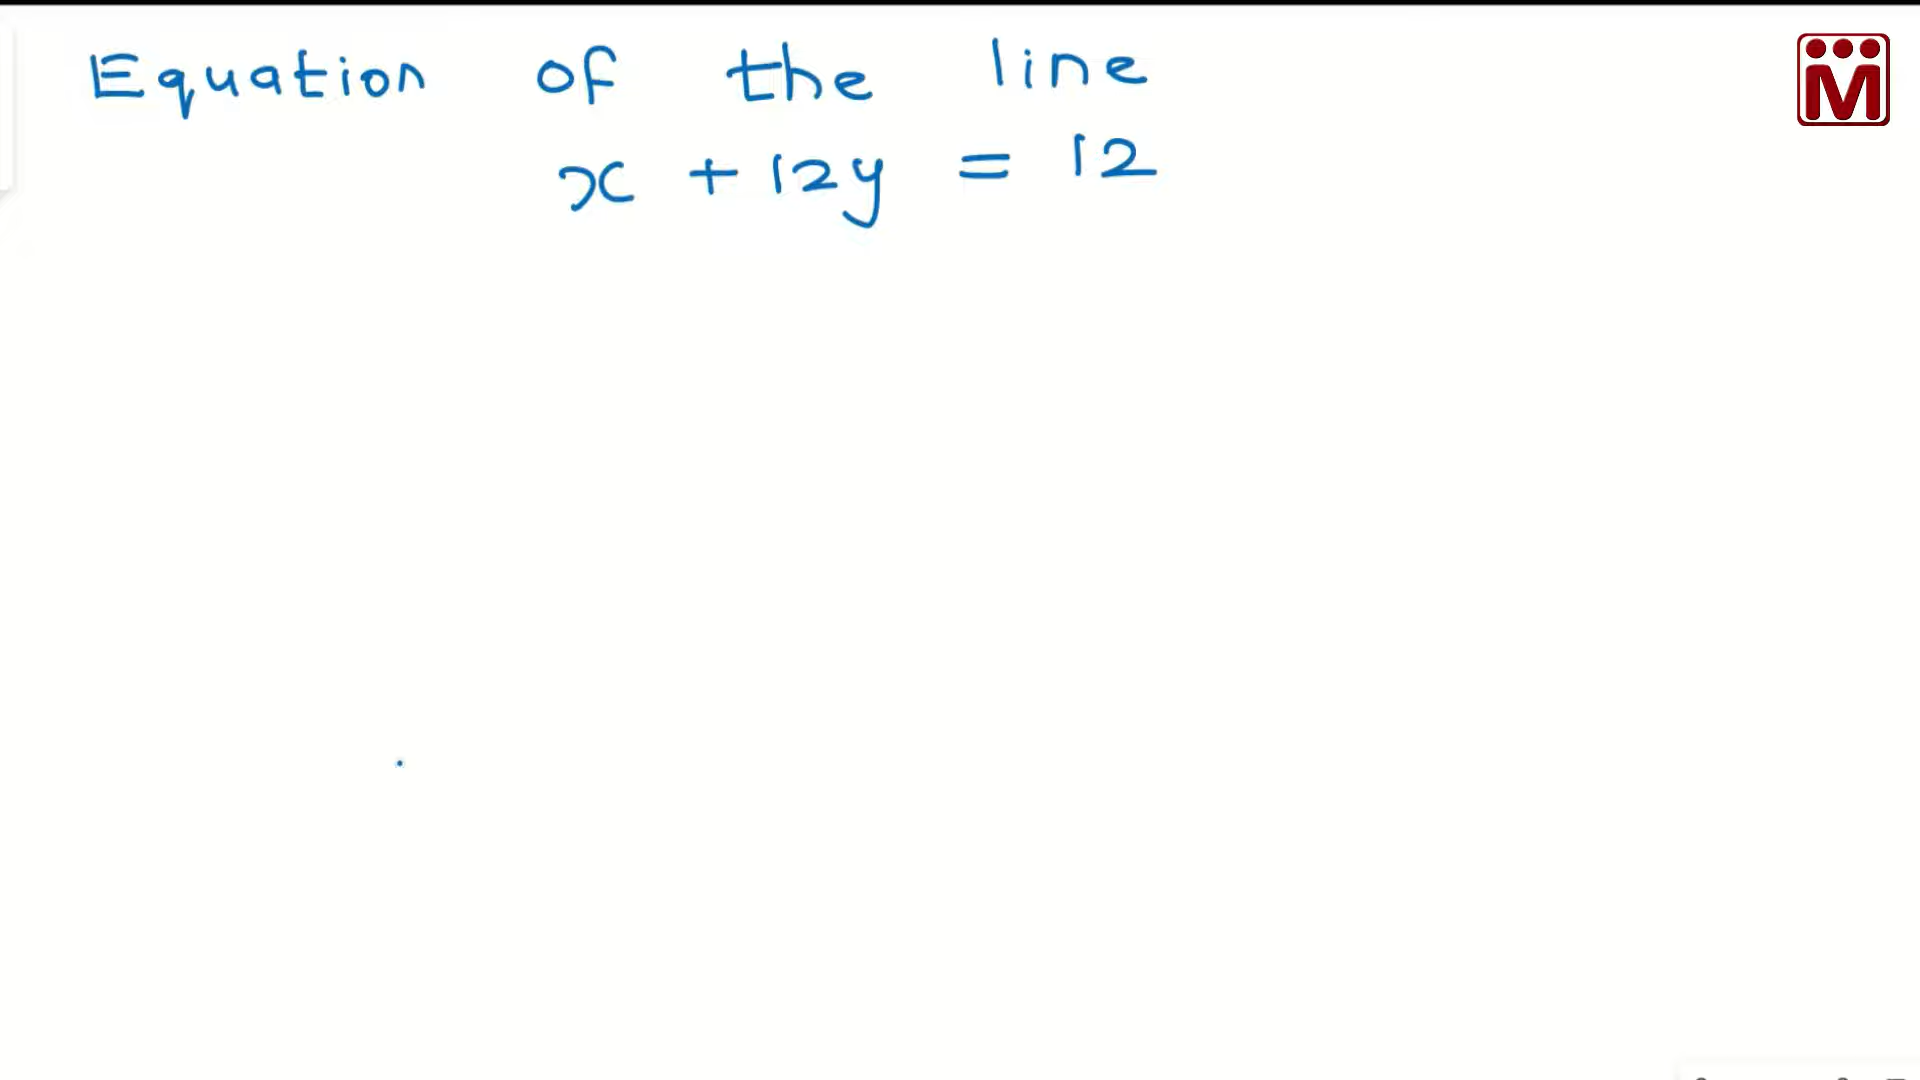 Equation of the line
x + 12y = 12
M